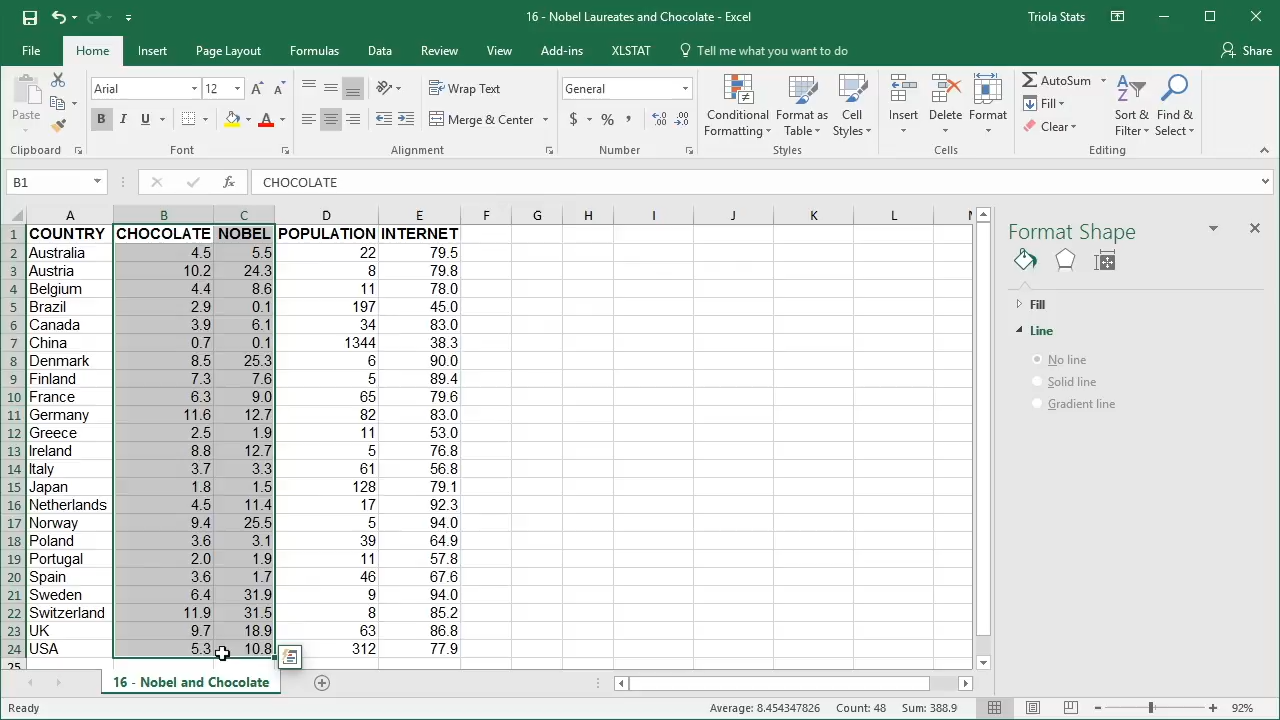 16 - Nobel Laureates and Chocolate - Excel
Triola Stats
File Home Insert Page Layout Formulas Data Review View Add-ins XLSTAT Tell me what you want to do Share
Paste
Clipboard
Arial 12
B I U
Font
Wrap Text
Merge & Center
Alignment
General
$ % ,
Number
Conditional Formatting
Format as Table
Cell Styles
Styles
Insert Delete Format
Cells
AutoSum
Fill
Clear
Sort & Filter
Find & Select
Editing
B1 fx CHOCOLATE
A B C D E F G H I J K L
1 COUNTRY CHOCOLATE NOBEL POPULATION INTERNET
2 Australia 4.5 5.5 22 79.5
3 Austria 10.2 24.3 8 79.8
4 Belgium 4.4 8.6 11 78.0
5 Brazil 2.9 0.1 197 45.0
6 Canada 3.9 6.1 34 83.0
7 China 0.7 0.1 1344 38.3
8 Denmark 8.5 25.3 6 90.0
9 Finland 7.3 7.6 5 89.4
10 France 6.3 9.0 65 79.6
11 Germany 11.6 12.7 82 83.0
12 Greece 2.5 1.9 11 53.0
13 Ireland 8.8 12.7 5 76.8
14 Italy 3.7 3.3 61 56.8
15 Japan 1.8 1.5 128 79.1
16 Netherlands 4.5 11.4 17 92.3
17 Norway 9.4 25.5 5 94.0
18 Poland 3.6 3.1 39 64.9
19 Portugal 2.0 1.9 11 57.8
20 Spain 3.6 1.7 46 67.6
21 Sweden 6.4 31.9 9 94.0
22 Switzerland 11.9 31.5 8 85.2
23 UK 9.7 18.9 63 86.8
24 USA 5.3 10.8 312 77.9
25
Format Shape
Fill
Line
No line
Solid line
Gradient line
16 - Nobel and Chocolate
Ready
Average: 8.454347826 Count: 48 Sum: 388.9
92%